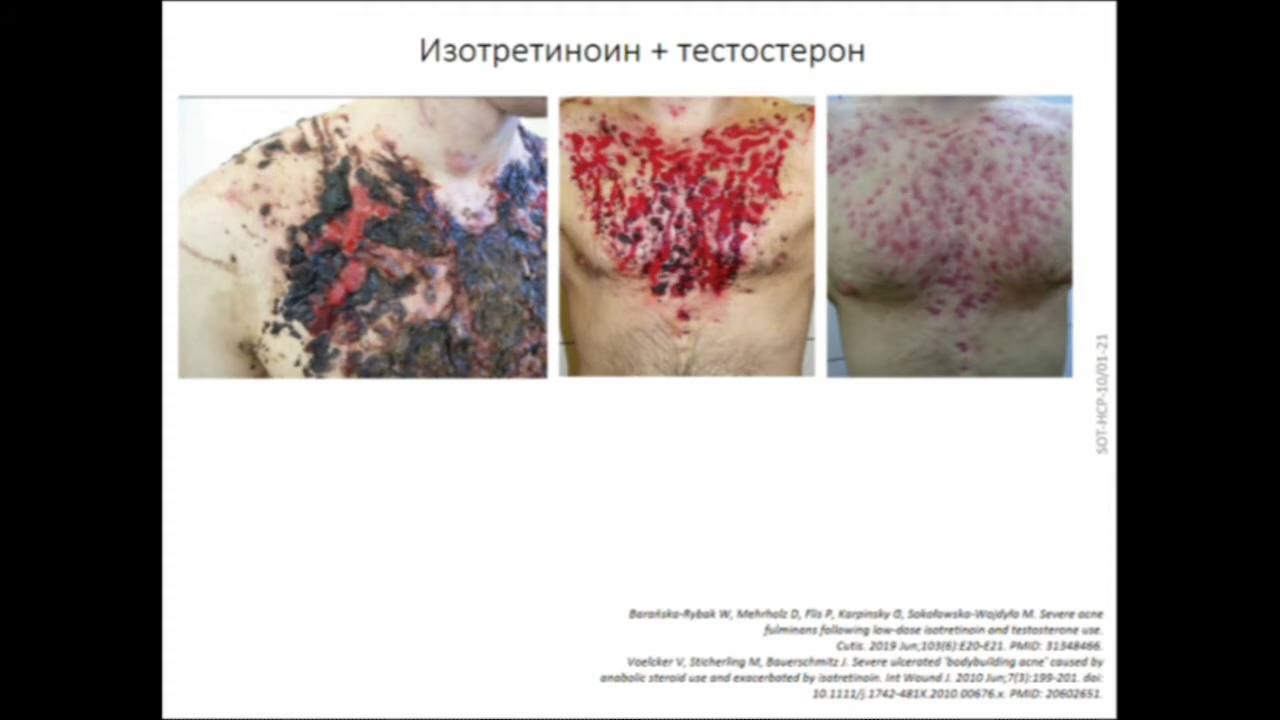 Изотретиноин + тестостерон
SOT-HCP-10/01-21
Barańska-Rybak W, Mehrholz D, Flis P, Karpinsky G, Sokołowska-Wojdyło M. Severe acne
fulminans following low-dose isotretinoin and testosterone use.
Cutis. 2019 Jun;103(6):E20-E21. PMID: 31348466.
Voelcker V, Sticherling M, Bauerschmitz J. Severe ulcerated 'bodybuilding acne' caused by
anabolic steroid use and exacerbated by isotretinoin. Int Wound J. 2010 Jun;7(3):199-201. doi:
10.1111/j.1742-481X.2010.00676.x. PMID: 20602651.